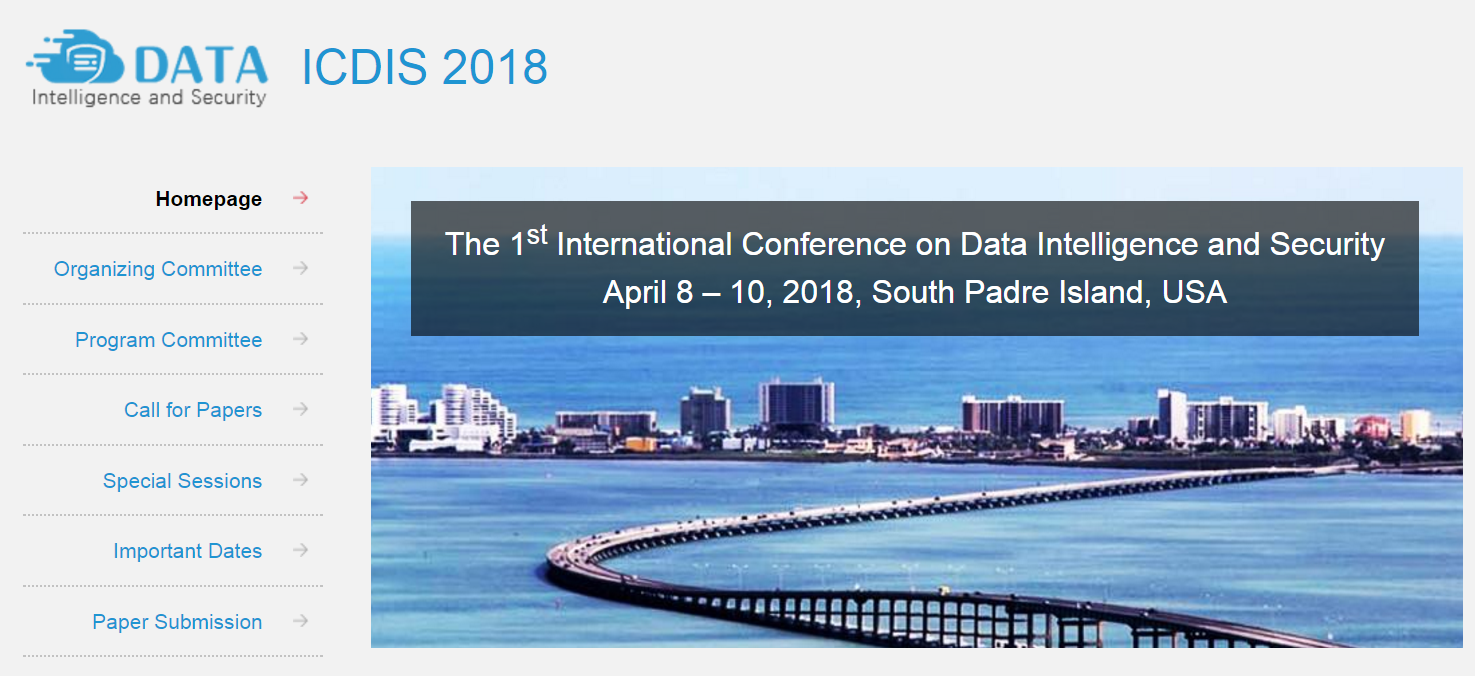 DATA
Intelligence and Security
ICDIS 2018
Homepage
Organizing Committee
Program Committee
Call for Papers
Special Sessions
Important Dates
Paper Submission
The 1st International Conference on Data Intelligence and Security
April 8 – 10, 2018, South Padre Island, USA